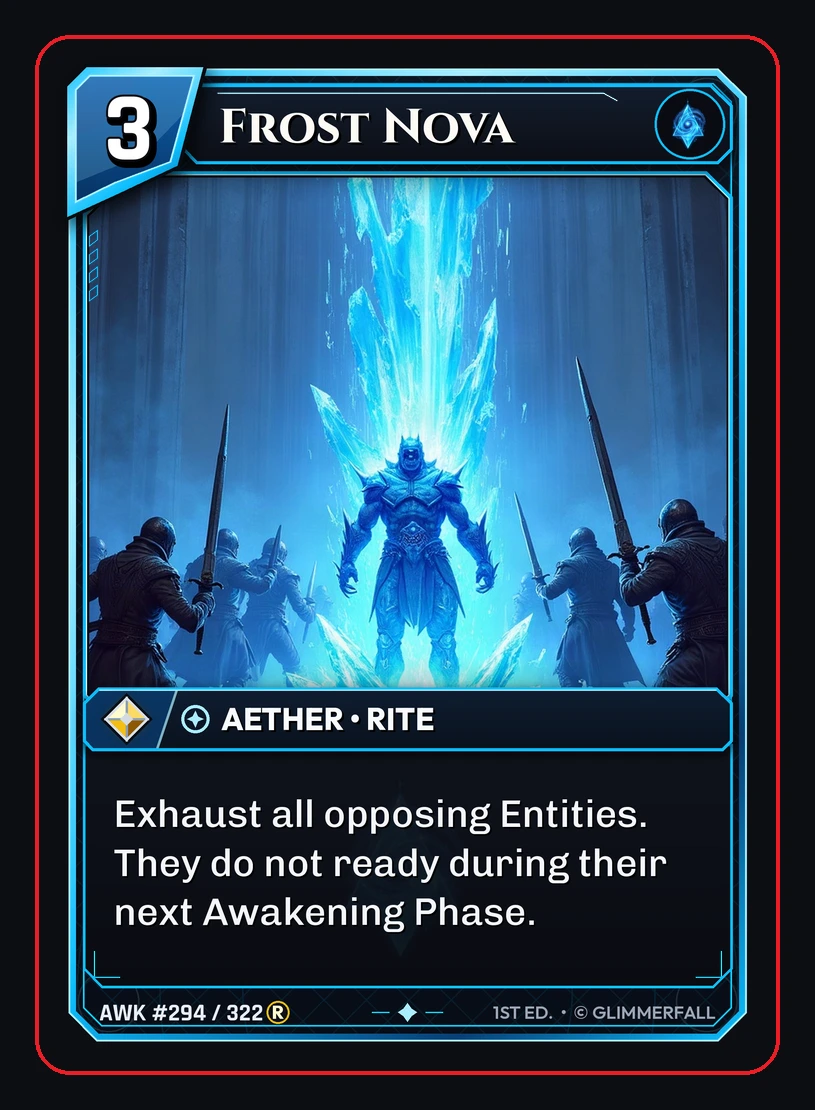 3
Frost Nova
AETHER • RITE
Exhaust all opposing Entities.
They do not ready during their
next Awakening Phase.
AWK #294 / 322 R
1ST ED. • © GLIMMERFALL